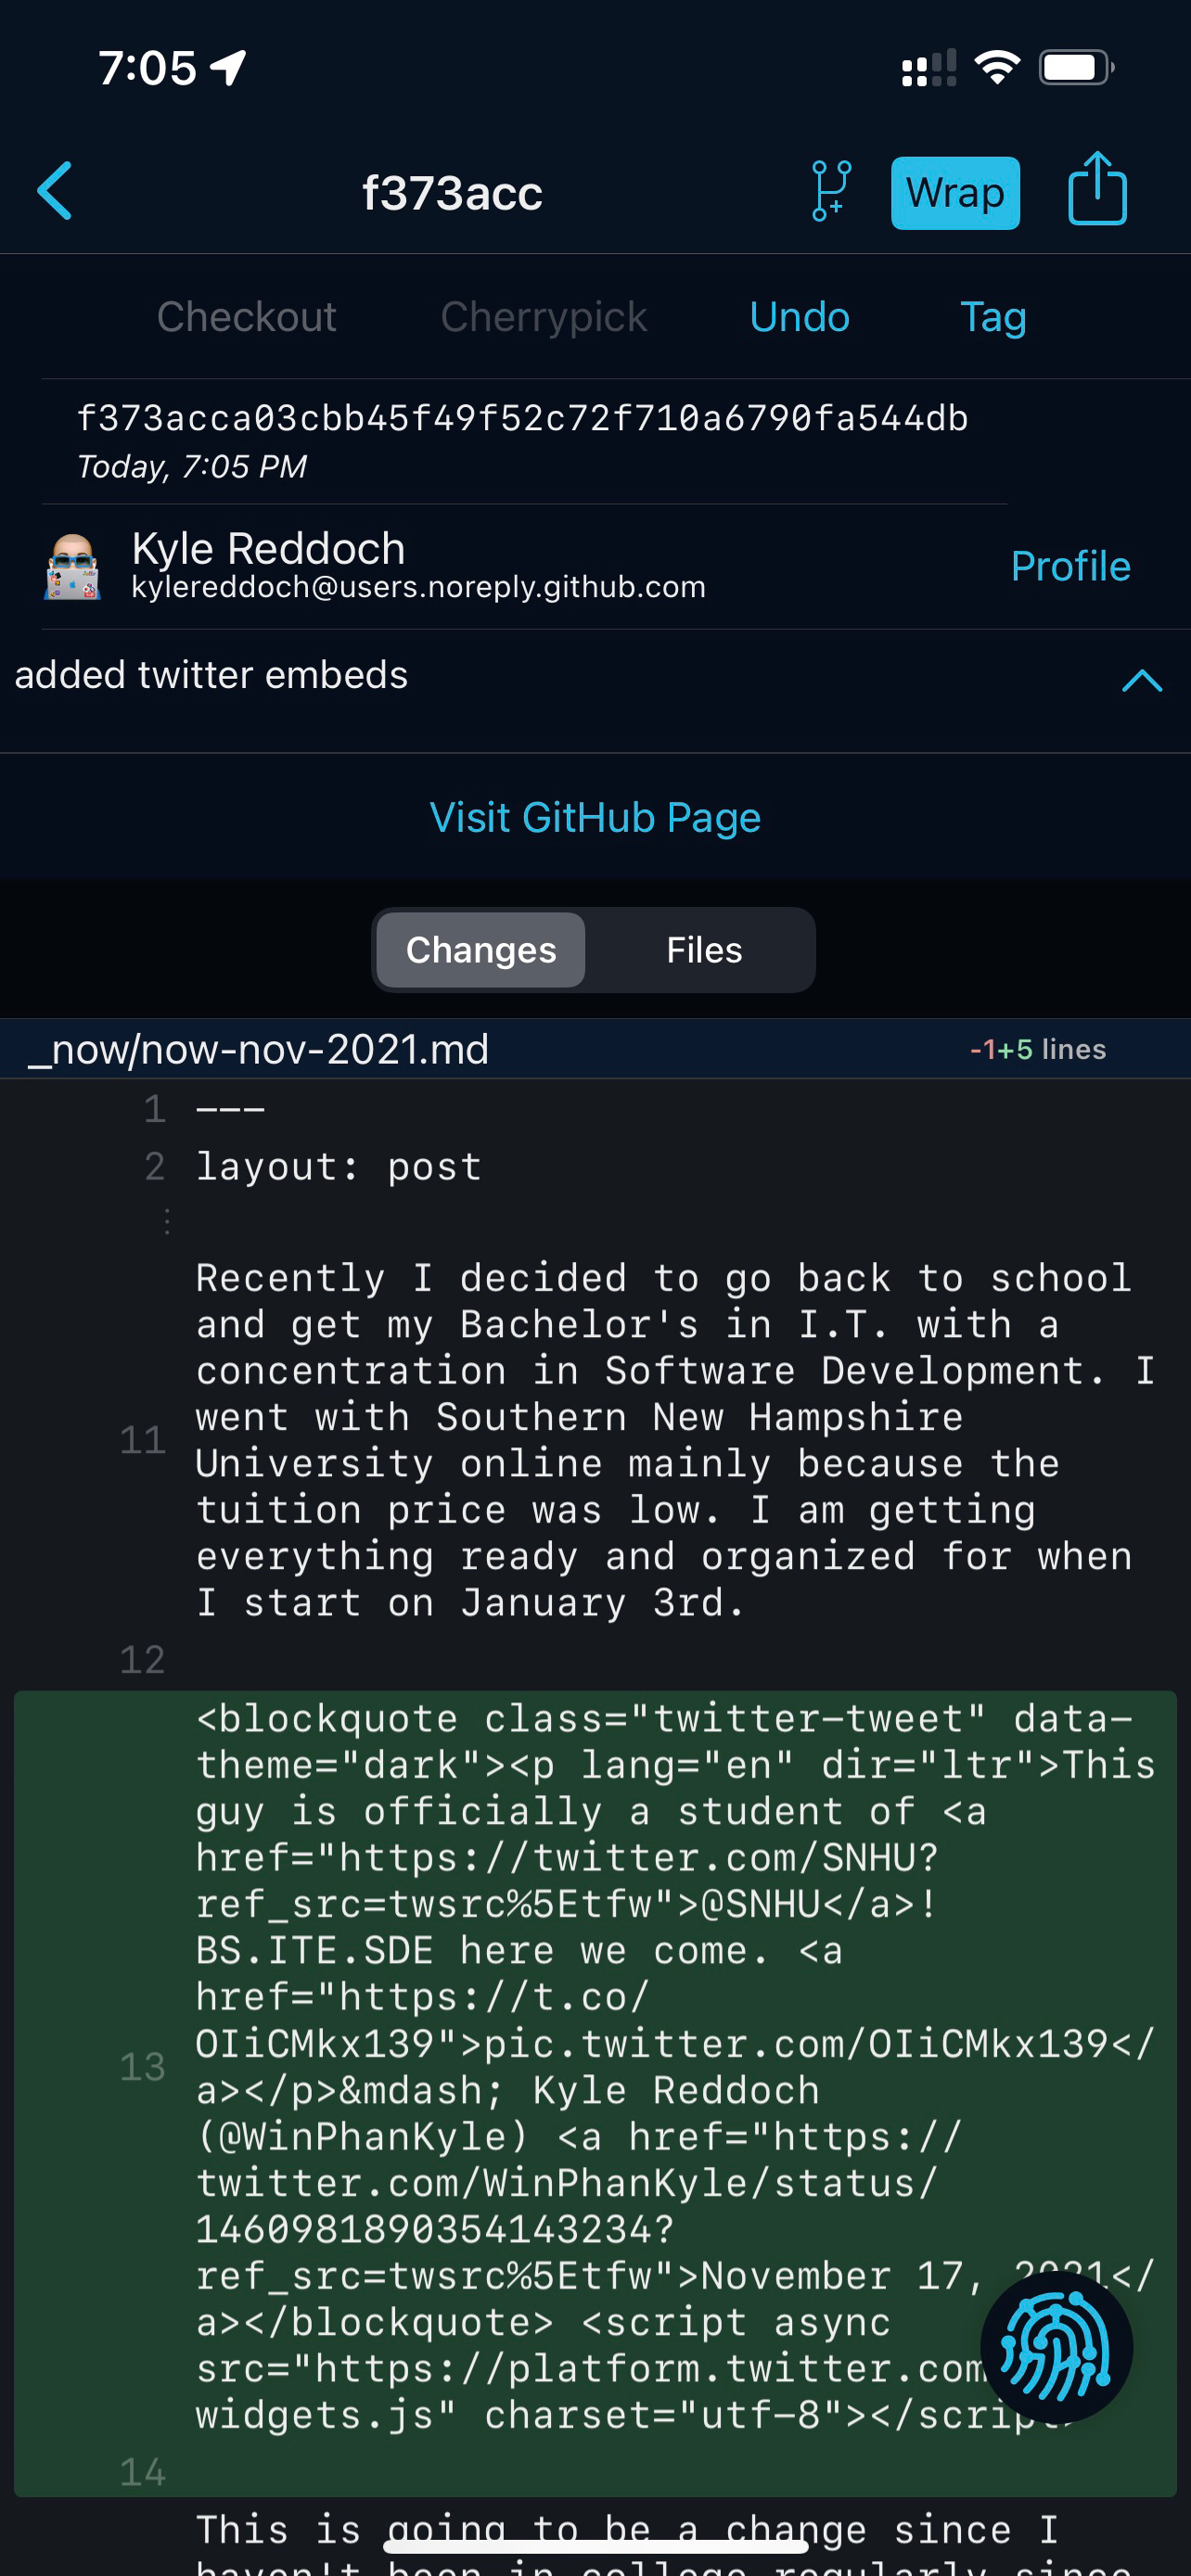 7:05
f373acc
Wrap
Checkout
Cherrypick
Undo
Tag
f373acca03cbb45f49f52c72f710a6790fa544db
Today, 7:05 PM
Kyle Reddoch
kylereddoch@users.noreply.github.com
Profile
added twitter embeds
Visit GitHub Page
Changes
Files
_now/now-nov-2021.md
-1+5 lines
1 ---
2 layout: post
⋮
Recently I decided to go back to school
and get my Bachelor's in I.T. with a
concentration in Software Development. I
went with Southern New Hampshire
11
University online mainly because the
tuition price was low. I am getting
everything ready and organized for when
I start on January 3rd.
12
<blockquote class="twitter-tweet" data-
theme="dark"><p lang="en" dir="ltr">This
guy is officially a student of <a
href="https://twitter.com/SNHU?
ref_src=twsrc%5Etfw">@SNHU</a>!
BS.ITE.SDE here we come. <a
href="https://t.co/
OIiCMkx139">pic.twitter.com/OIiCMkx139</
13
a></p>&mdash; Kyle Reddoch
(@WinPhanKyle) <a href="https://
twitter.com/WinPhanKyle/status/
1460981890354143234?
ref_src=twsrc%5Etfw">November 17, 2021</
a></blockquote> <script async
src="https://platform.twitter.com
widgets.js" charset="utf-8"></script>
14
This is going to be a change since I
haven't been in college regularly since